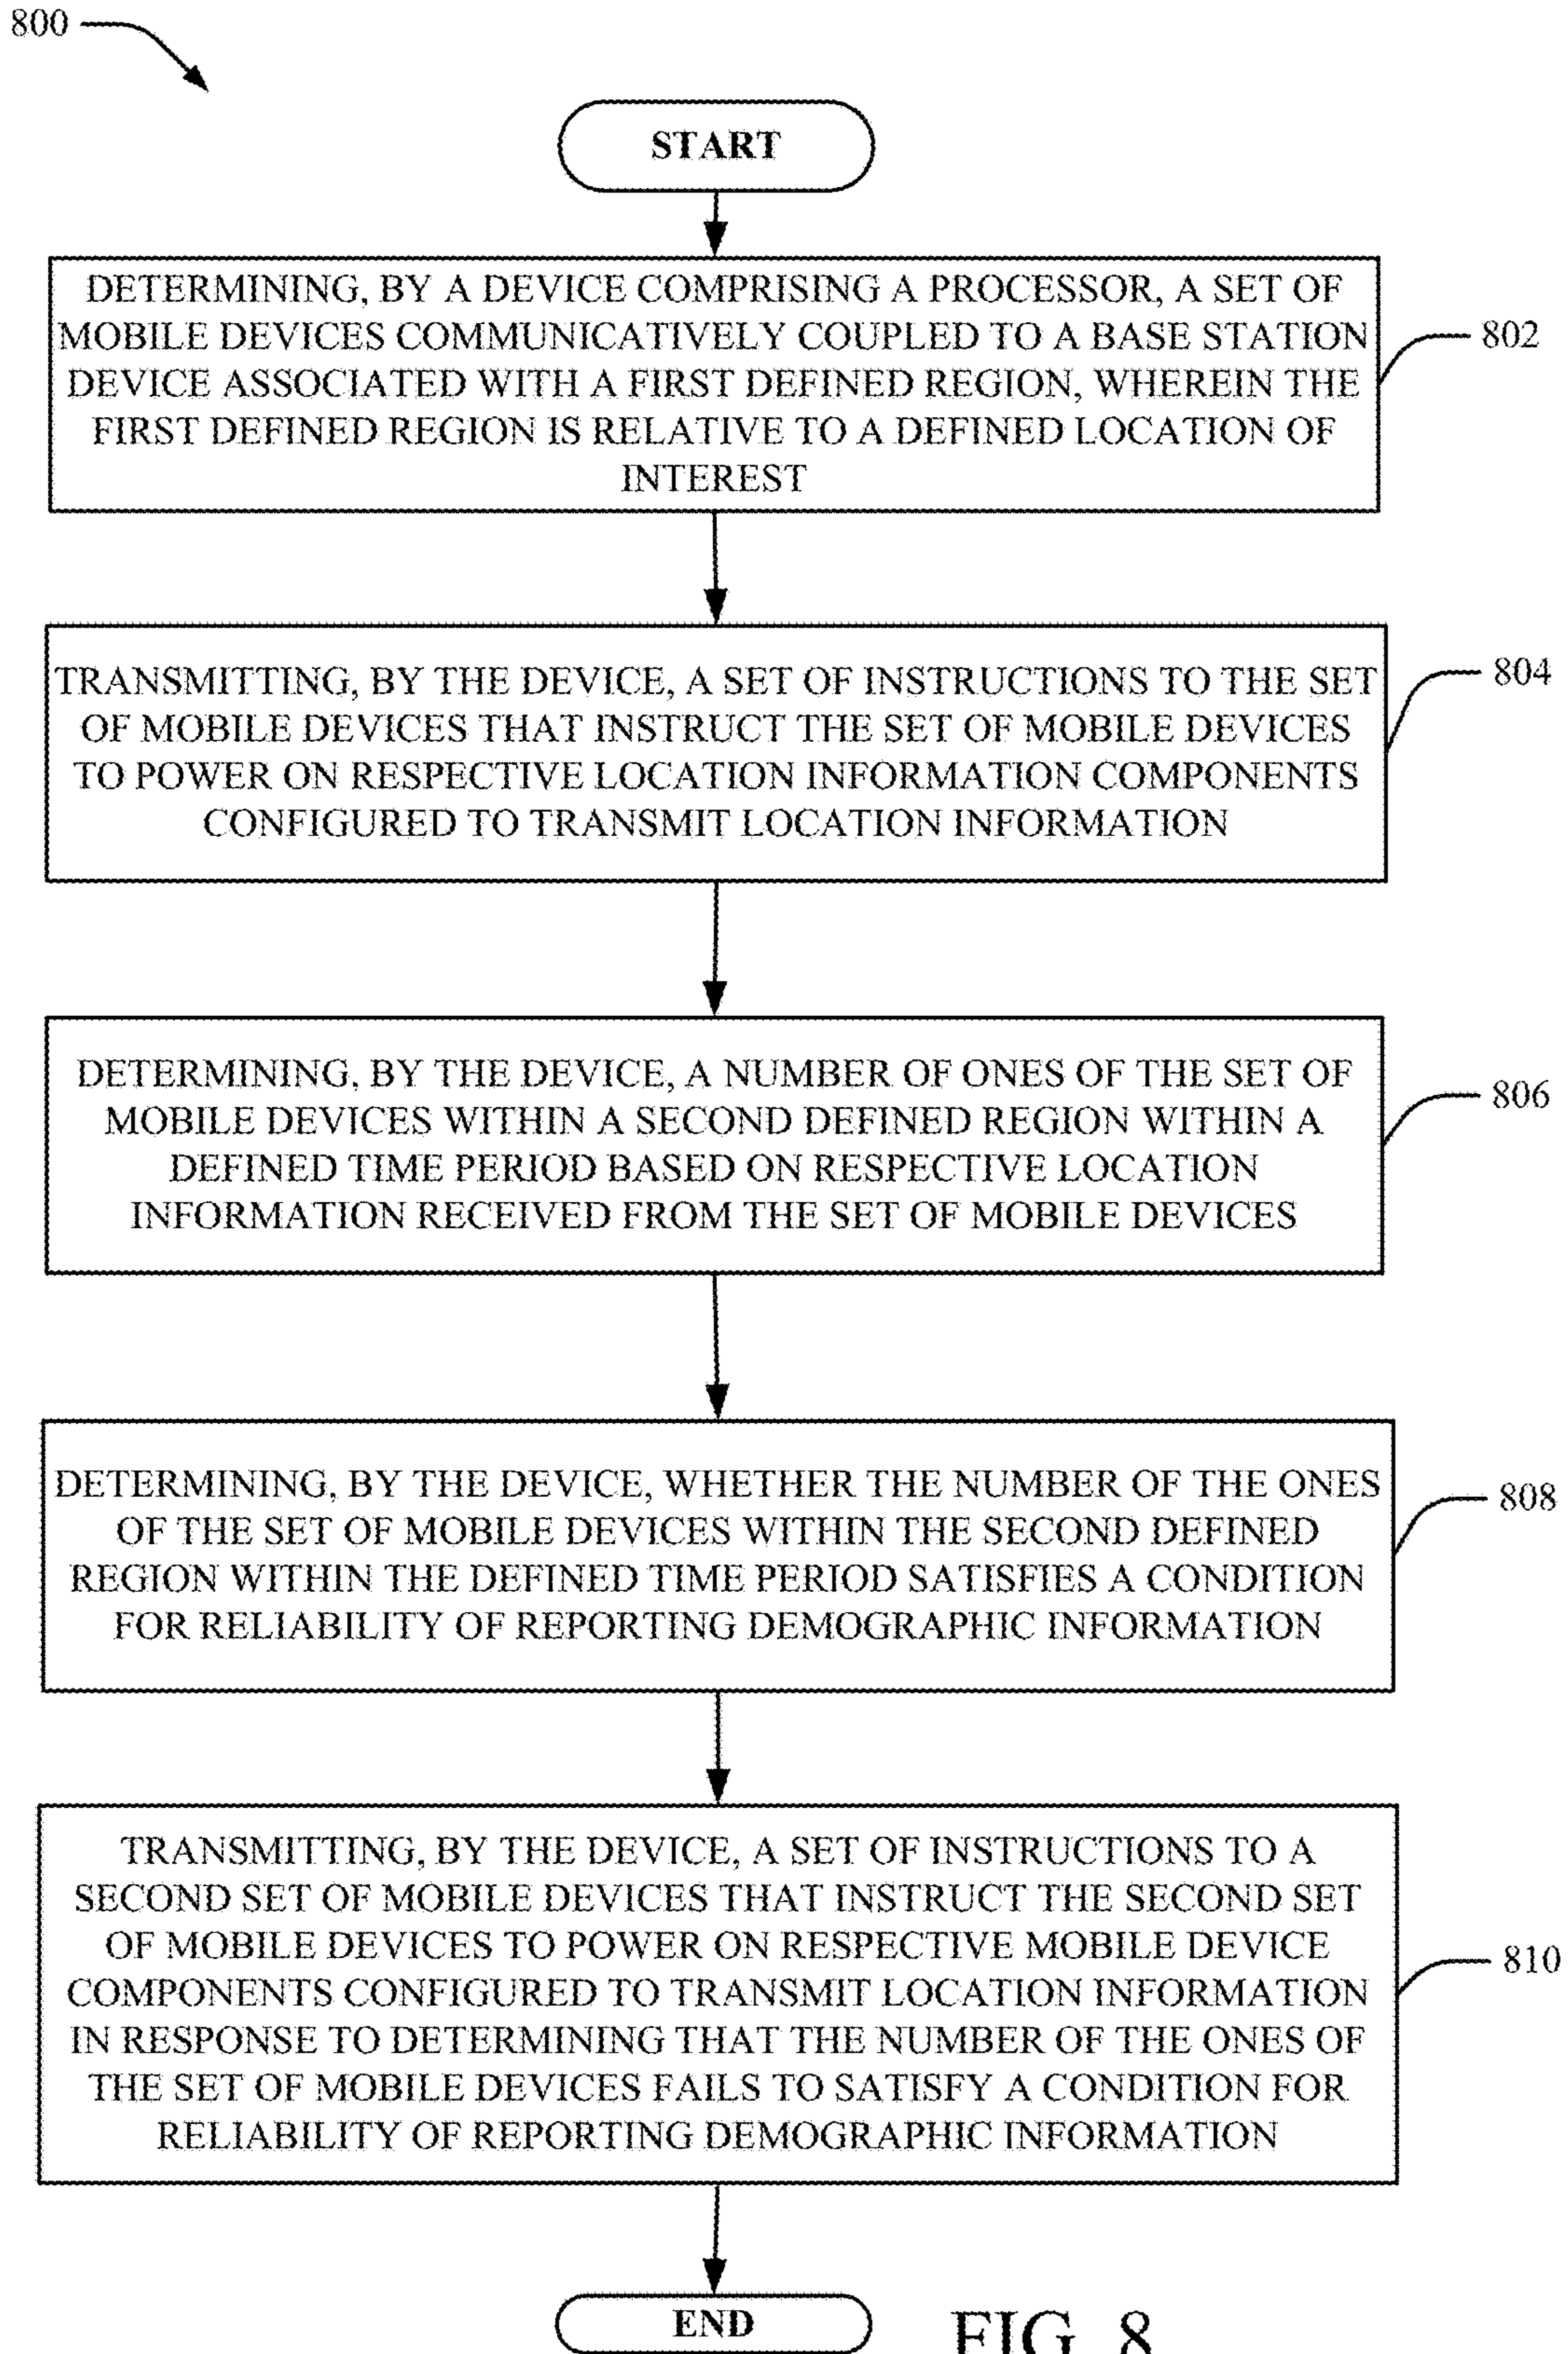 800
START
DETERMINING, BY A DEVICE COMPRISING A PROCESSOR, A SET OF
MOBILE DEVICES COMMUNICATIVELY COUPLED TO A BASE STATION
DEVICE ASSOCIATED WITH A FIRST DEFINED REGION, WHEREIN THE
FIRST DEFINED REGION IS RELATIVE TO A DEFINED LOCATION OF
INTEREST
802
TRANSMITTING, BY THE DEVICE, A SET OF INSTRUCTIONS TO THE SET
OF MOBILE DEVICES THAT INSTRUCT THE SET OF MOBILE DEVICES
TO POWER ON RESPECTIVE LOCATION INFORMATION COMPONENTS
CONFIGURED TO TRANSMIT LOCATION INFORMATION
804
DETERMINING, BY THE DEVICE, A NUMBER OF ONES OF THE SET OF
MOBILE DEVICES WITHIN A SECOND DEFINED REGION WITHIN A
DEFINED TIME PERIOD BASED ON RESPECTIVE LOCATION
INFORMATION RECEIVED FROM THE SET OF MOBILE DEVICES
806
DETERMINING, BY THE DEVICE, WHETHER THE NUMBER OF THE ONES
OF THE SET OF MOBILE DEVICES WITHIN THE SECOND DEFINED
REGION WITHIN THE DEFINED TIME PERIOD SATISFIES A CONDITION
FOR RELIABILITY OF REPORTING DEMOGRAPHIC INFORMATION
808
TRANSMITTING, BY THE DEVICE, A SET OF INSTRUCTIONS TO A
SECOND SET OF MOBILE DEVICES THAT INSTRUCT THE SECOND SET
OF MOBILE DEVICES TO POWER ON RESPECTIVE MOBILE DEVICE
COMPONENTS CONFIGURED TO TRANSMIT LOCATION INFORMATION
IN RESPONSE TO DETERMINING THAT THE NUMBER OF THE ONES OF
THE SET OF MOBILE DEVICES FAILS TO SATISFY A CONDITION FOR
RELIABILITY OF REPORTING DEMOGRAPHIC INFORMATION
810
END
FIG. 8